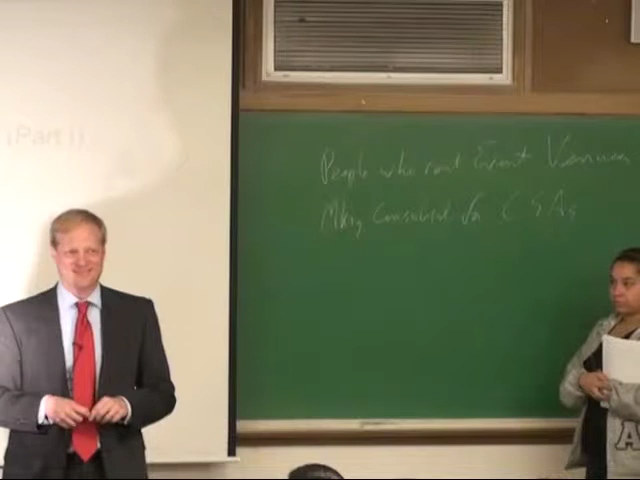 (Part I)
People who rent Event Venues
Mktg Consultant for CSAs
A